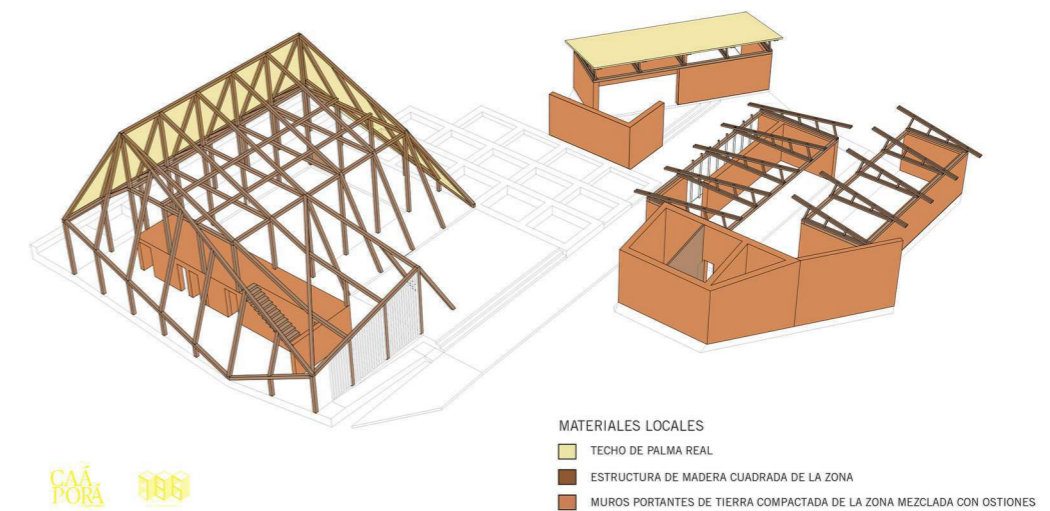 MATERIALES LOCALES
TECHO DE PALMA REAL
ESTRUCTURA DE MADERA CUADRADA DE LA ZONA
MUROS PORTANTES DE TIERRA COMPACTADA DE LA ZONA MEZCLADA CON OSTIONES
CAÁ
PORÁ